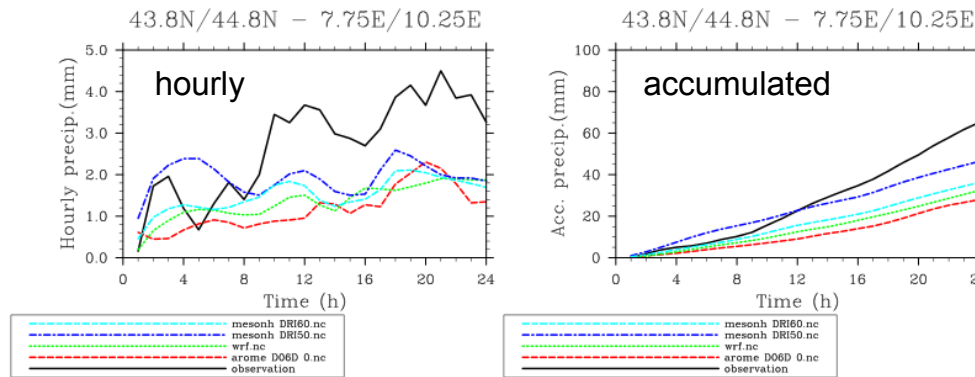 43.8N/44.8N − 7.75E/10.25E
hourly
Hourly precip.(mm)
5.0
4.0
3.0
2.0
1.0
0.0
0 4 8 12 16 20 24
Time (h)
mesonh DRI60.nc
mesonh DRI50.nc
wrf.nc
arome D06D 0.nc
observation
43.8N/44.8N − 7.75E/10.25E
accumulated
Acc. precip.(mm)
100
80
60
40
20
0
0 4 8 12 16 20
Time (h)
mesonh DRI60.nc
mesonh DRI50.nc
wrf.nc
arome D06D 0.nc
observation